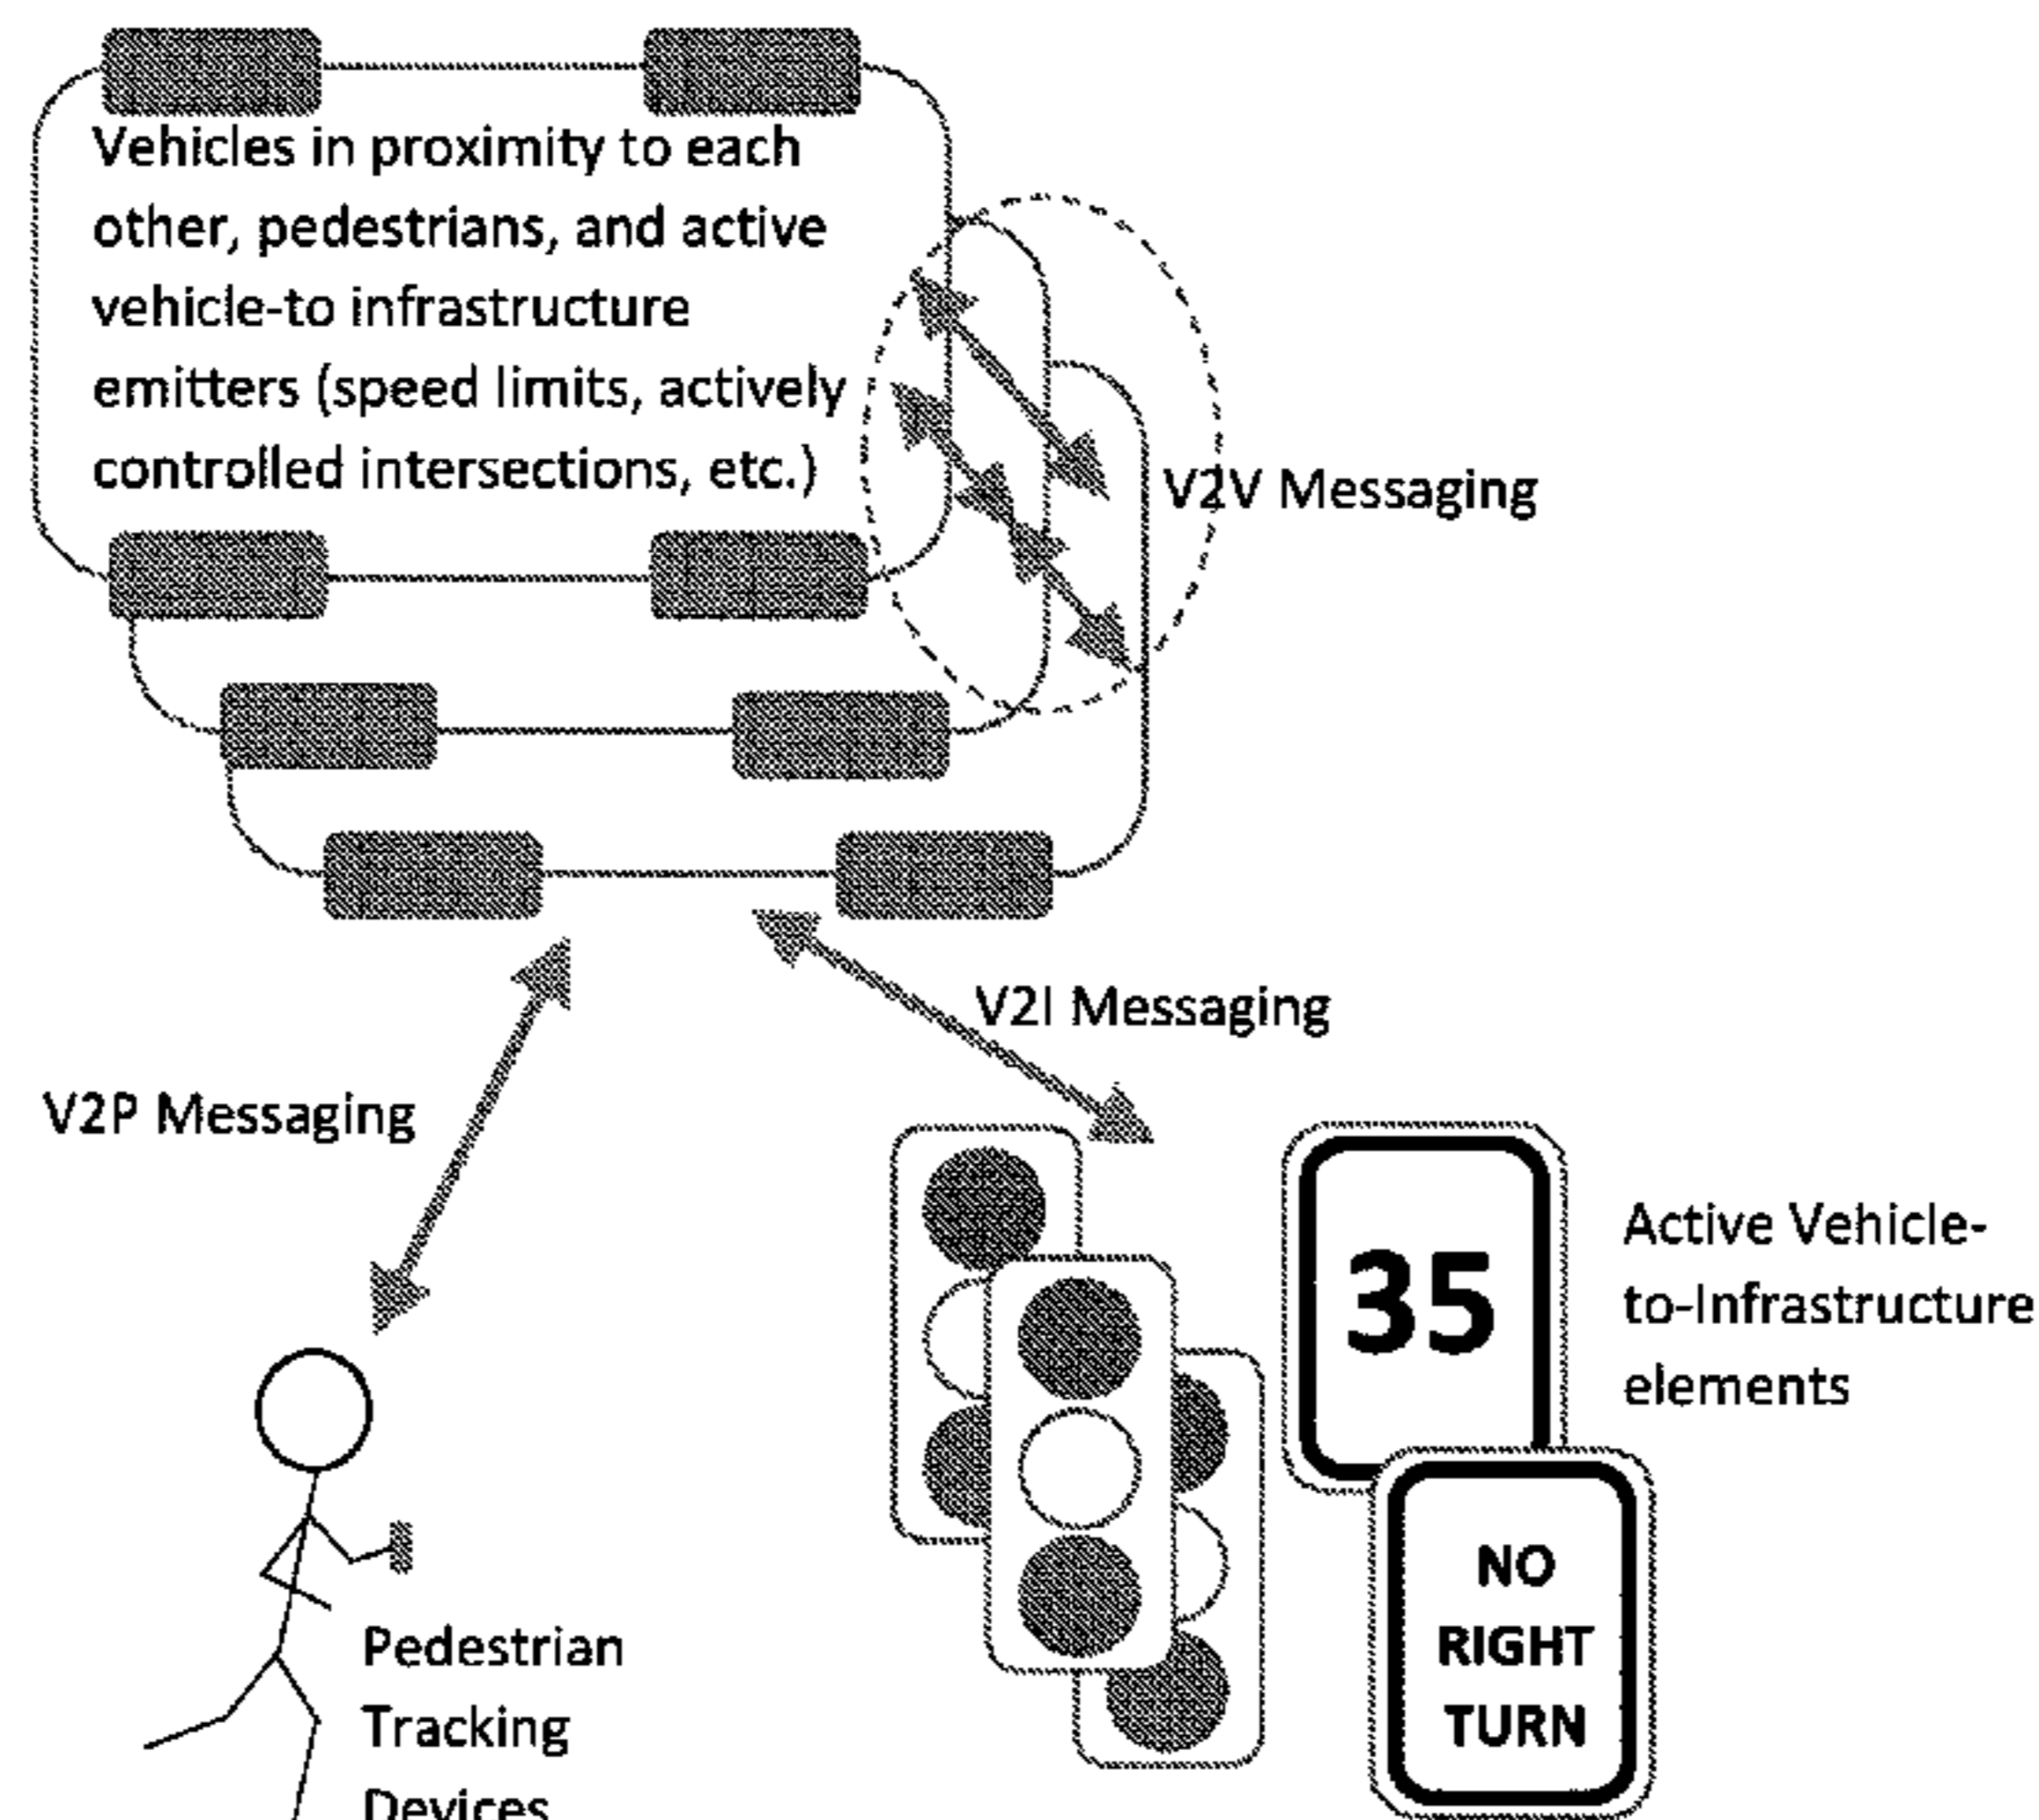 Vehicles in proximity to each
other, pedestrians, and active
vehicle-to infrastructure
emitters (speed limits, actively
controlled intersections, etc.)
V2V Messaging
V2I Messaging
V2P Messaging
35
Active Vehicle-
to-Infrastructure
elements
NO
RIGHT
TURN
Pedestrian
Tracking
Devices